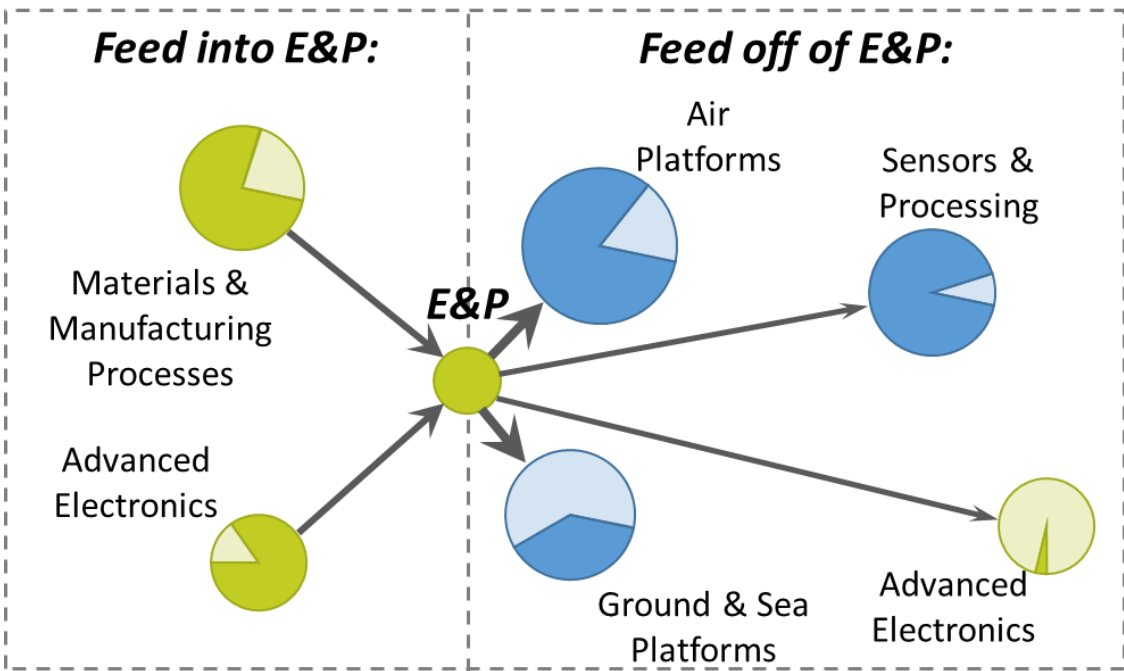 Feed into E&P:
Feed off of E&P:
Materials &
Manufacturing
Processes
Advanced
Electronics
E&P
Air
Platforms
Sensors &
Processing
Ground & Sea
Platforms
Advanced
Electronics